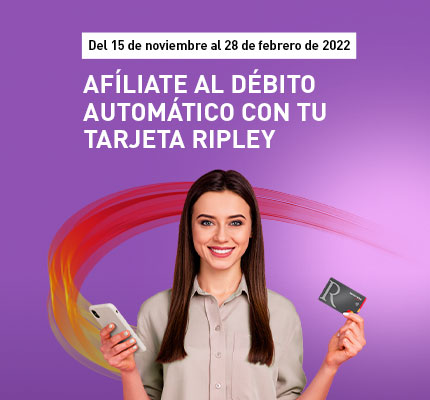 Del 15 de noviembre al 28 de febrero de 2022
AFÍLIATE AL DÉBITO
AUTOMÁTICO CON TU
TARJETA RIPLEY
R